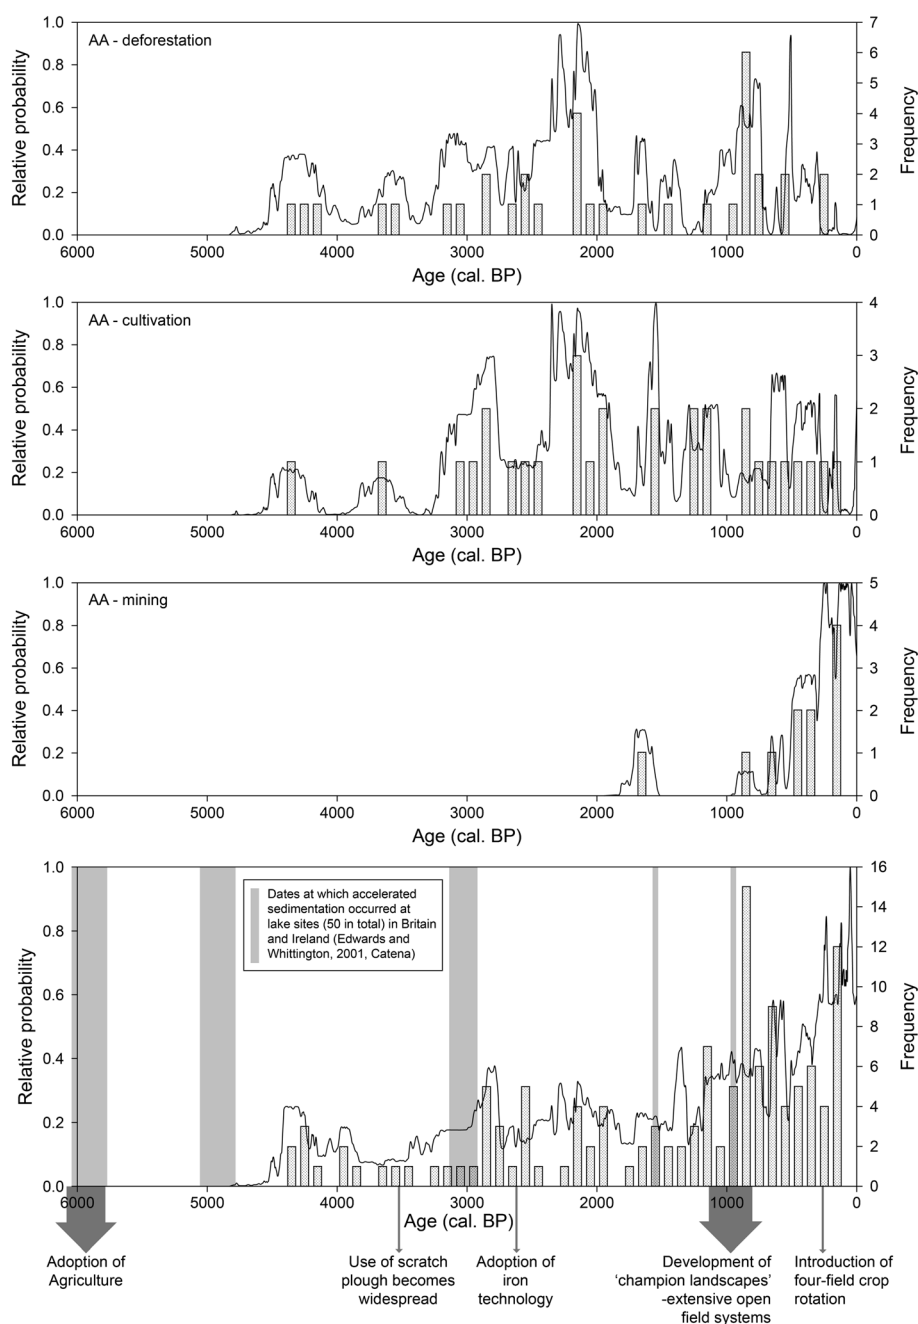 AA - deforestation
Relative probability
1.0
0.8
0.6
0.4
0.2
0.0
7
6
5
4
3
2
1
0
Frequency
6000 5000 4000 3000 2000 1000 0
Age (cal. BP)
AA - cultivation
Relative probability
1.0
0.8
0.6
0.4
0.2
0.0
4
3
2
1
0
Frequency
6000 5000 4000 3000 2000 1000 0
Age (cal. BP)
AA - mining
Relative probability
1.0
0.8
0.6
0.4
0.2
0.0
5
4
3
2
1
0
Frequency
6000 5000 4000 3000 2000 1000 0
Age (cal. BP)
Relative probability
1.0
0.8
0.6
0.4
0.2
0.0
16
14
12
10
8
6
4
2
0
Frequency
Dates at which accelerated
sedimentation occurred at
lake sites (50 in total) in Britain
and Ireland (Edwards and
Whittington, 2001, Catena)
6000 5000 4000 3000 2000 1000 0
Age (cal. BP)
Adoption of
Agriculture
Use of scratch
plough becomes
widespread
Adoption of
iron
technology
Development of
'champion landscapes'
-extensive open
field systems
Introduction of
four-field crop
rotation